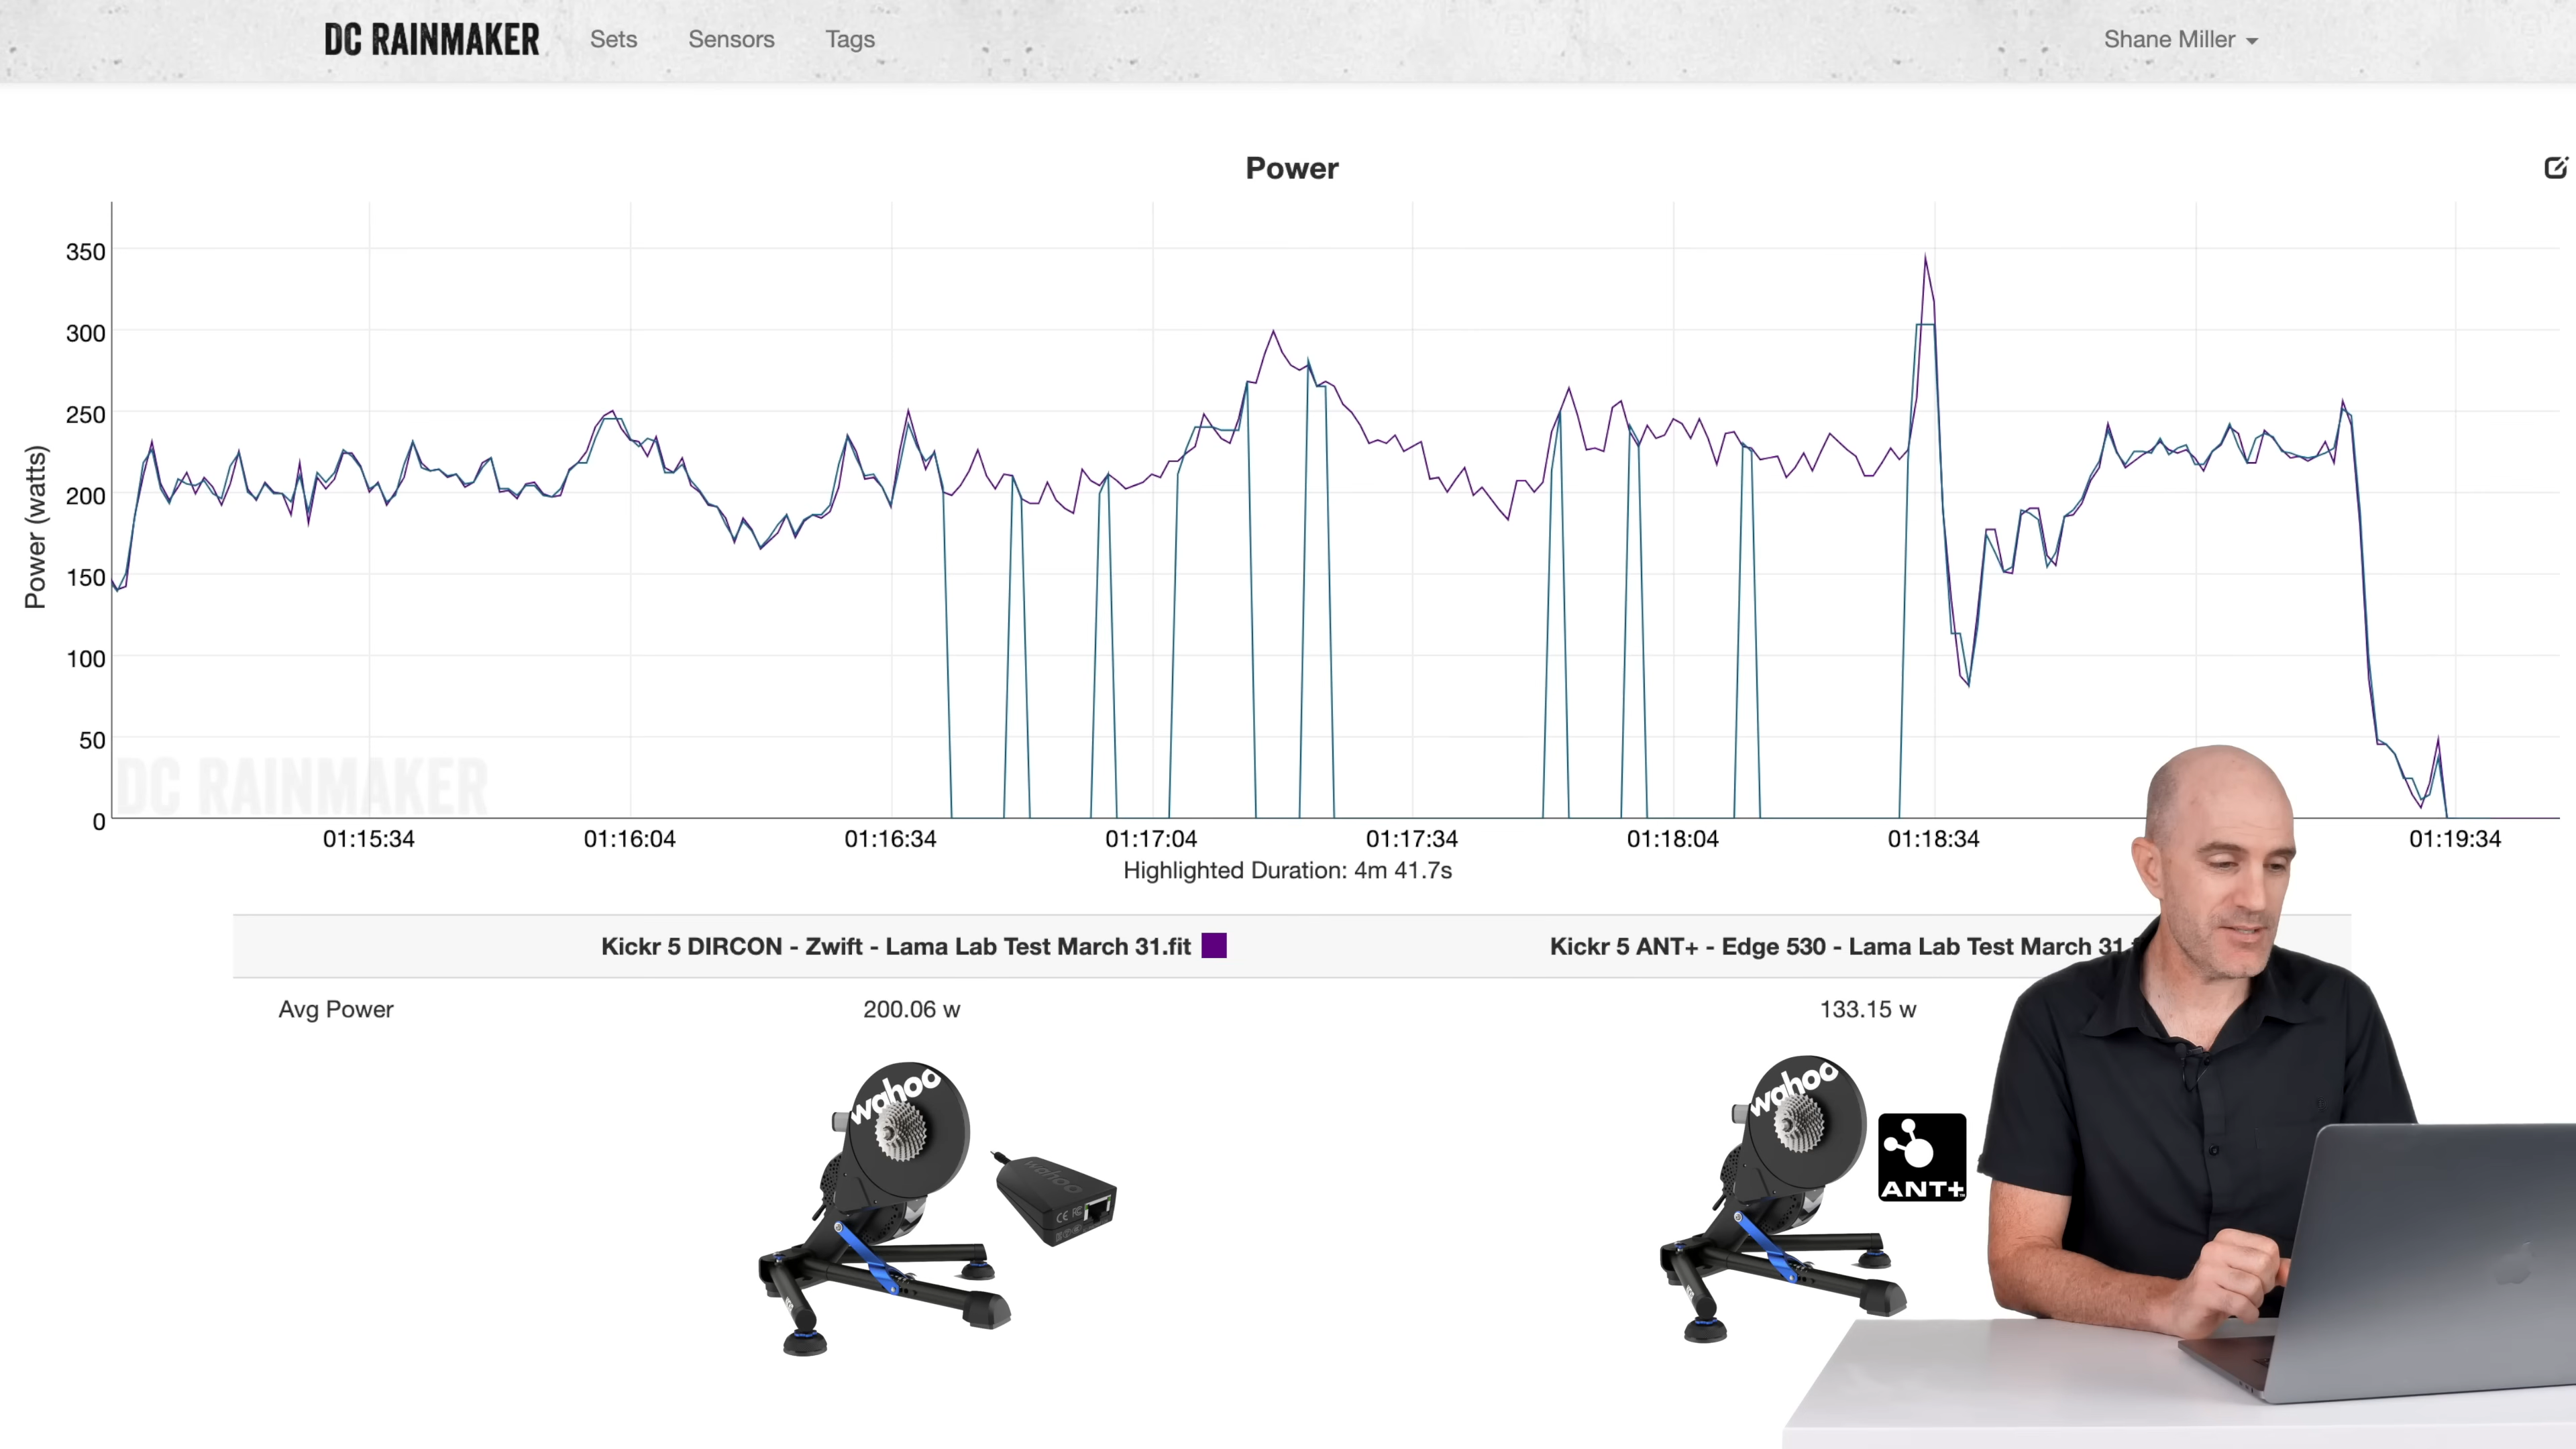 DC RAINMAKER Sets Sensors Tags Shane Miller
Power
Power (watts)
350
300
250
200
150
100
50
0
DC RAINMAKER
01:15:34 01:16:04 01:16:34 01:17:04 01:17:34 01:18:04 01:18:34 01:19:34
Highlighted Duration: 4m 41.7s
Kickr 5 DIRCON - Zwift - Lama Lab Test March 31.fit Kickr 5 ANT+ - Edge 530 - Lama Lab Test March 31
Avg Power 200.06 w 133.15 w
wahoo
wahoo
CE FC
wahoo
ANT+